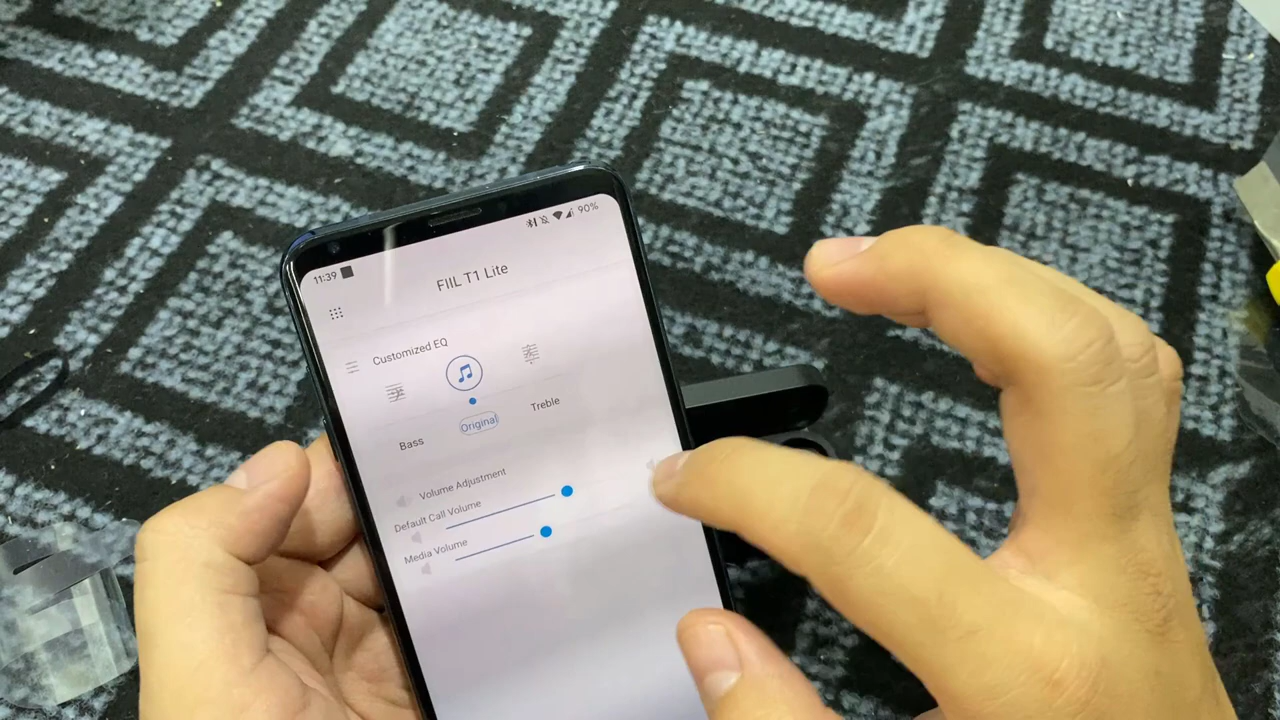 11:39
90%
FIIL T1 Lite
Customized EQ
Bass
Original
Treble
Volume Adjustment
Default Call Volume
Media Volume